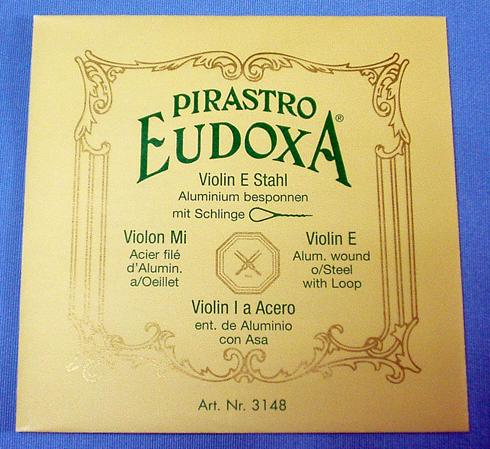 PIRASTRO
EUDOXA®
Violin E Stahl
Aluminium besponnen
mit Schlinge
Violon Mi
Acier filé
d'Alumin.
a/Oeillet
Violin E
Alum. wound
o/Steel
with Loop
Violin I a Acero
ent. de Aluminio
con Asa
Art. Nr. 3148